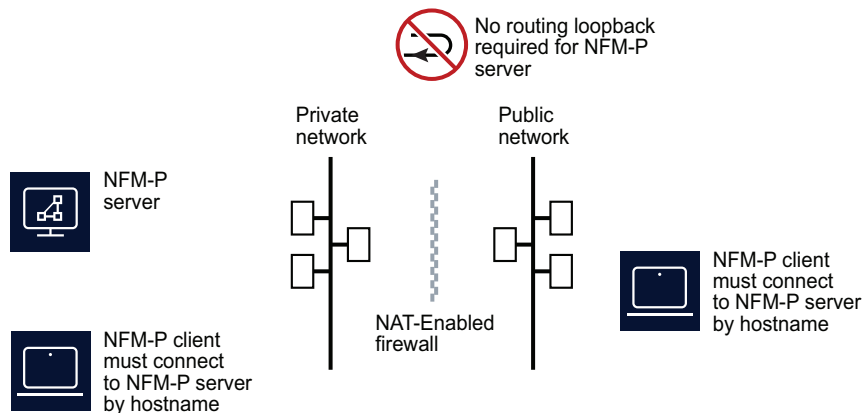 No routing loopback
required for NFM-P
server
Private
network
Public
network
NFM-P
server
NFM-P client
must connect
to NFM-P server
by hostname
NAT-Enabled
firewall
NFM-P client
must connect
to NFM-P server
by hostname